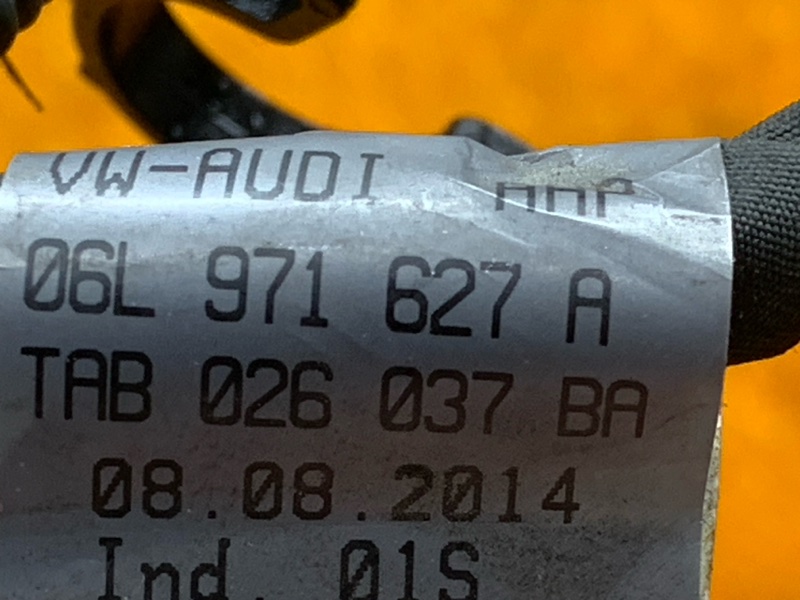 VW-AUDI
06L 971 627 A
TAB 026 037 BA
08.08.2014
Ind. 01S